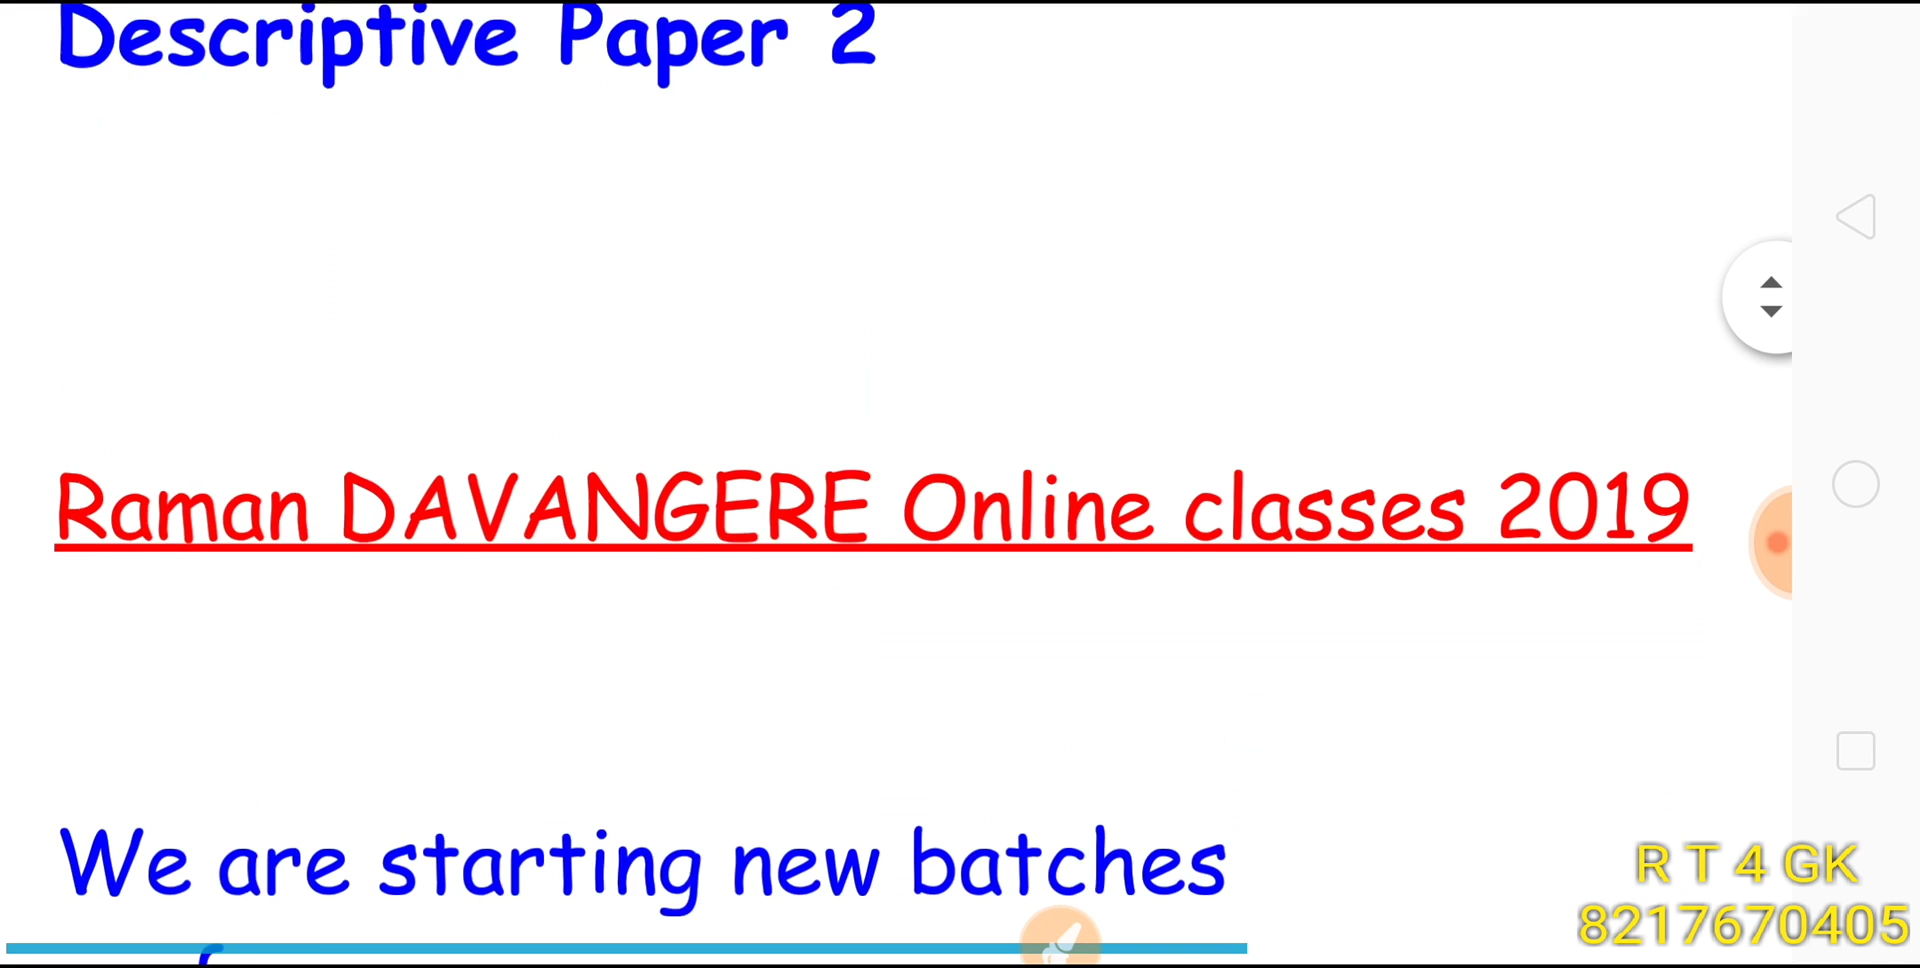 Descriptive Paper 2
Raman DAVANGERE Online classes 2019
We are starting new batches
R T 4 GK
8217670405